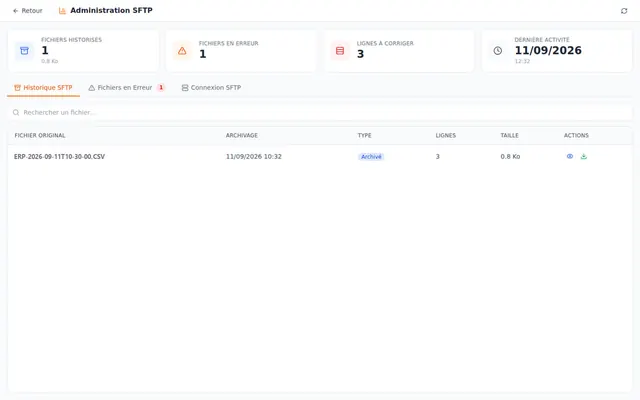 Retour
Administration SFTP
FICHIERS HISTORISÉS
1
0.8 Ko
FICHIERS EN ERREUR
1
LIGNES À CORRIGER
3
DERNIÈRE ACTIVITÉ
11/09/2026
12:32
Historique SFTP
Fichiers en Erreur 1
Connexion SFTP
Rechercher un fichier...
FICHIER ORIGINAL ARCHIVAGE TYPE LIGNES TAILLE ACTIONS
ERP-2026-09-11T10-30-00.CSV 11/09/2026 10:32 Archivé 3 0.8 Ko